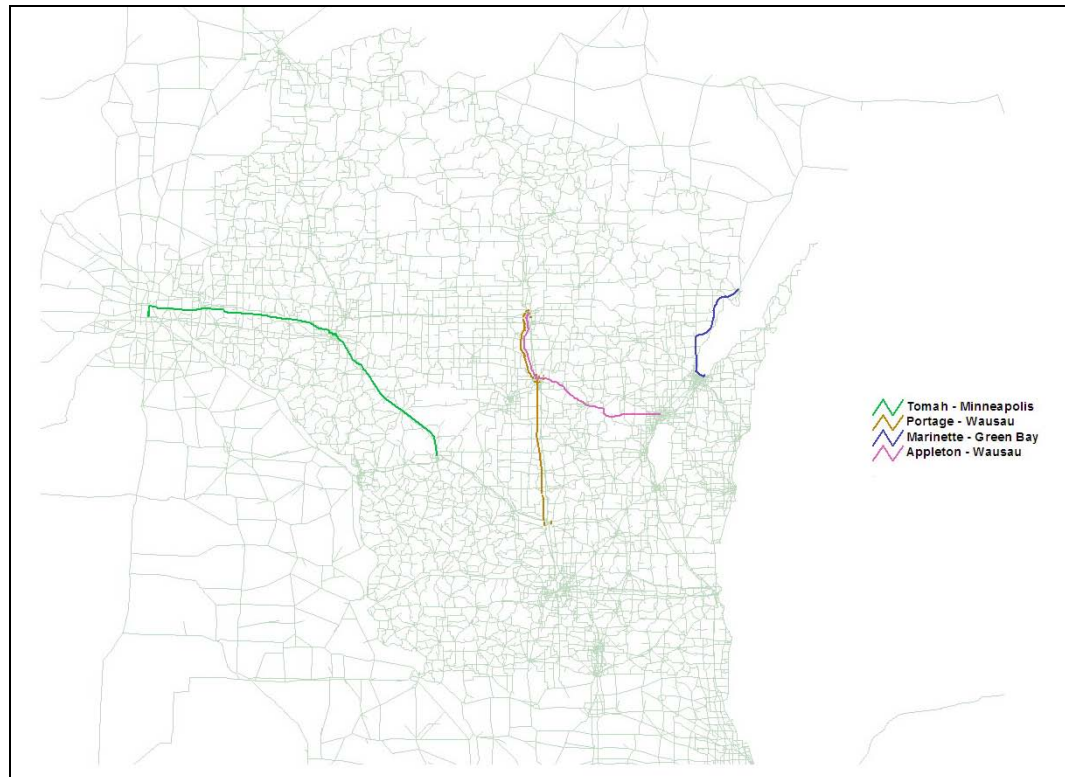 Tomah - Minneapolis
Portage - Wausau
Marinette - Green Bay
Appleton - Wausau